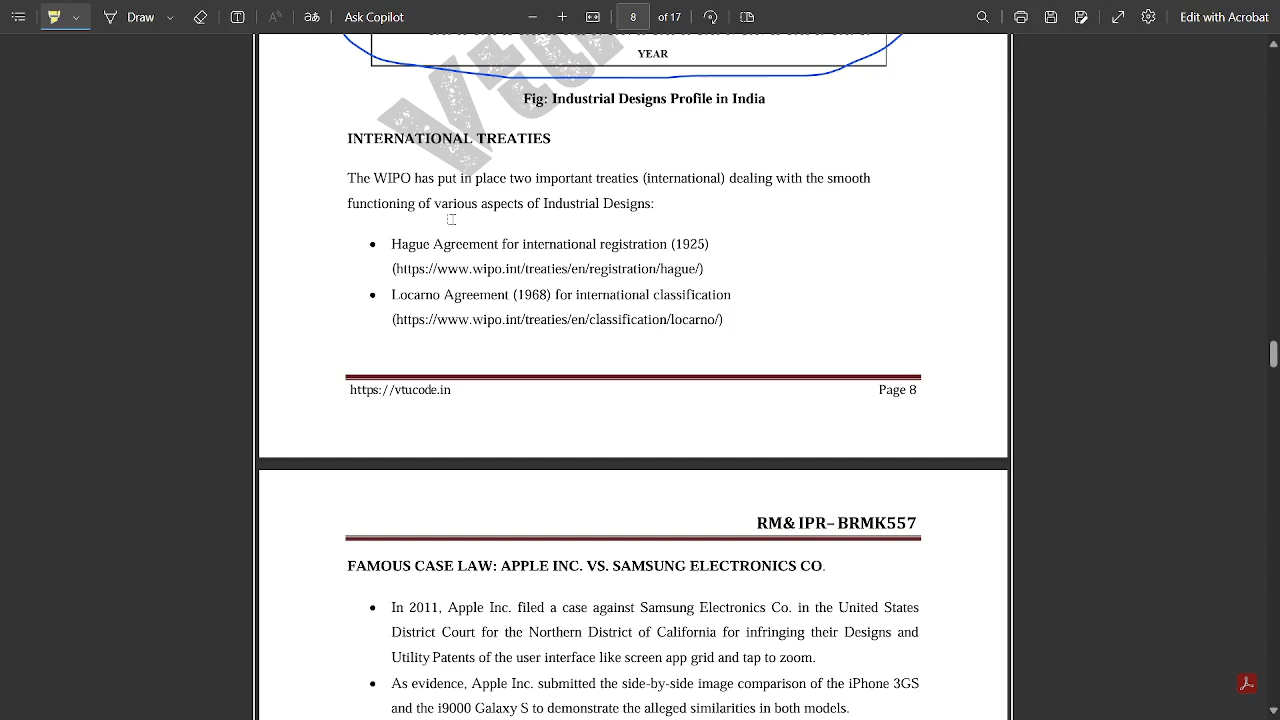 Draw
Ask Copilot
8
of 17
Edit with Acrobat
YEAR
Fig: Industrial Designs Profile in India
INTERNATIONAL TREATIES
The WIPO has put in place two important treaties (international) dealing with the smooth
functioning of various aspects of Industrial Designs:
• Hague Agreement for international registration (1925)
(https://www.wipo.int/treaties/en/registration/hague/)
• Locarno Agreement (1968) for international classification
(https://www.wipo.int/treaties/en/classification/locarno/)
https://vtucode.in
Page 8
RM& IPR– BRMK557
FAMOUS CASE LAW: APPLE INC. VS. SAMSUNG ELECTRONICS CO.
• In 2011, Apple Inc. filed a case against Samsung Electronics Co. in the United States
District Court for the Northern District of California for infringing their Designs and
Utility Patents of the user interface like screen app grid and tap to zoom.
• As evidence, Apple Inc. submitted the side-by-side image comparison of the iPhone 3GS
and the i9000 Galaxy S to demonstrate the alleged similarities in both models.